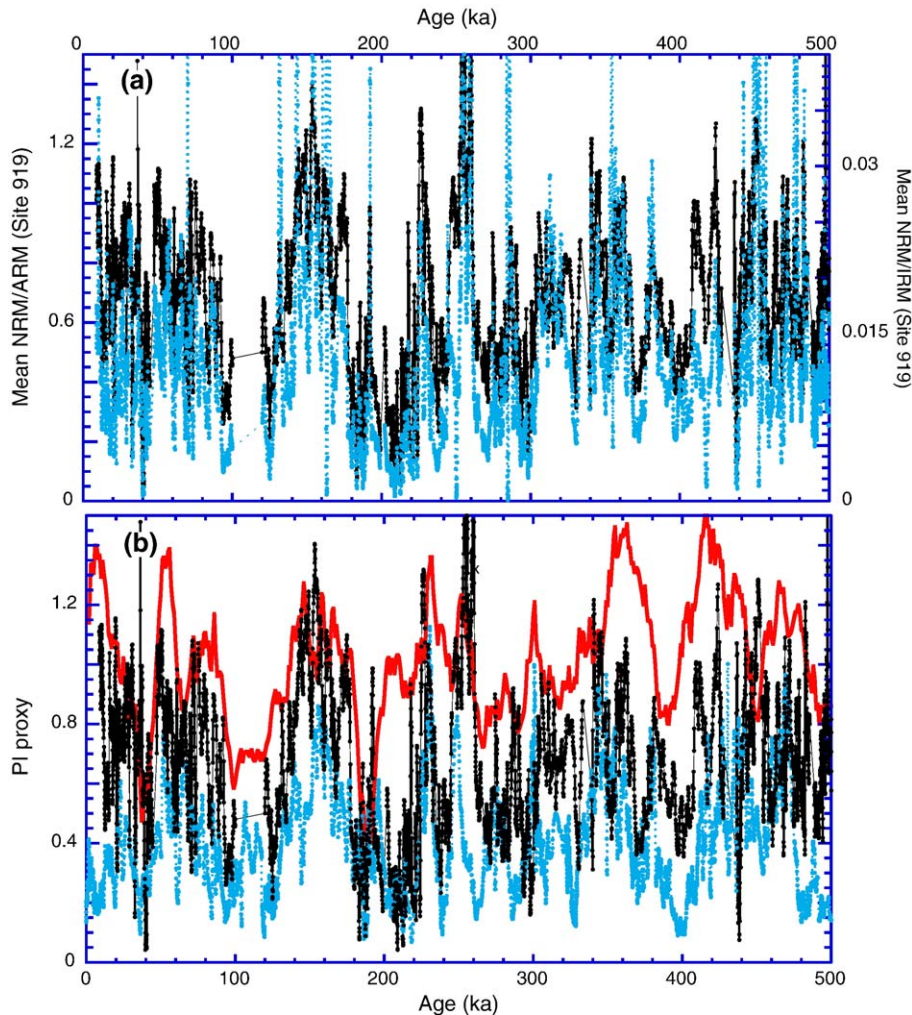 Age (ka)
0 100 200 300 400 500
(a)
1.2
0.6
0
Mean NRM/ARM (Site 919)
0.03
0.015
0
Mean NRM/IRM (Site 919)
(b)
1.2
0.8
0.4
0
PI proxy
x
0 100 200 300 400 500
Age (ka)